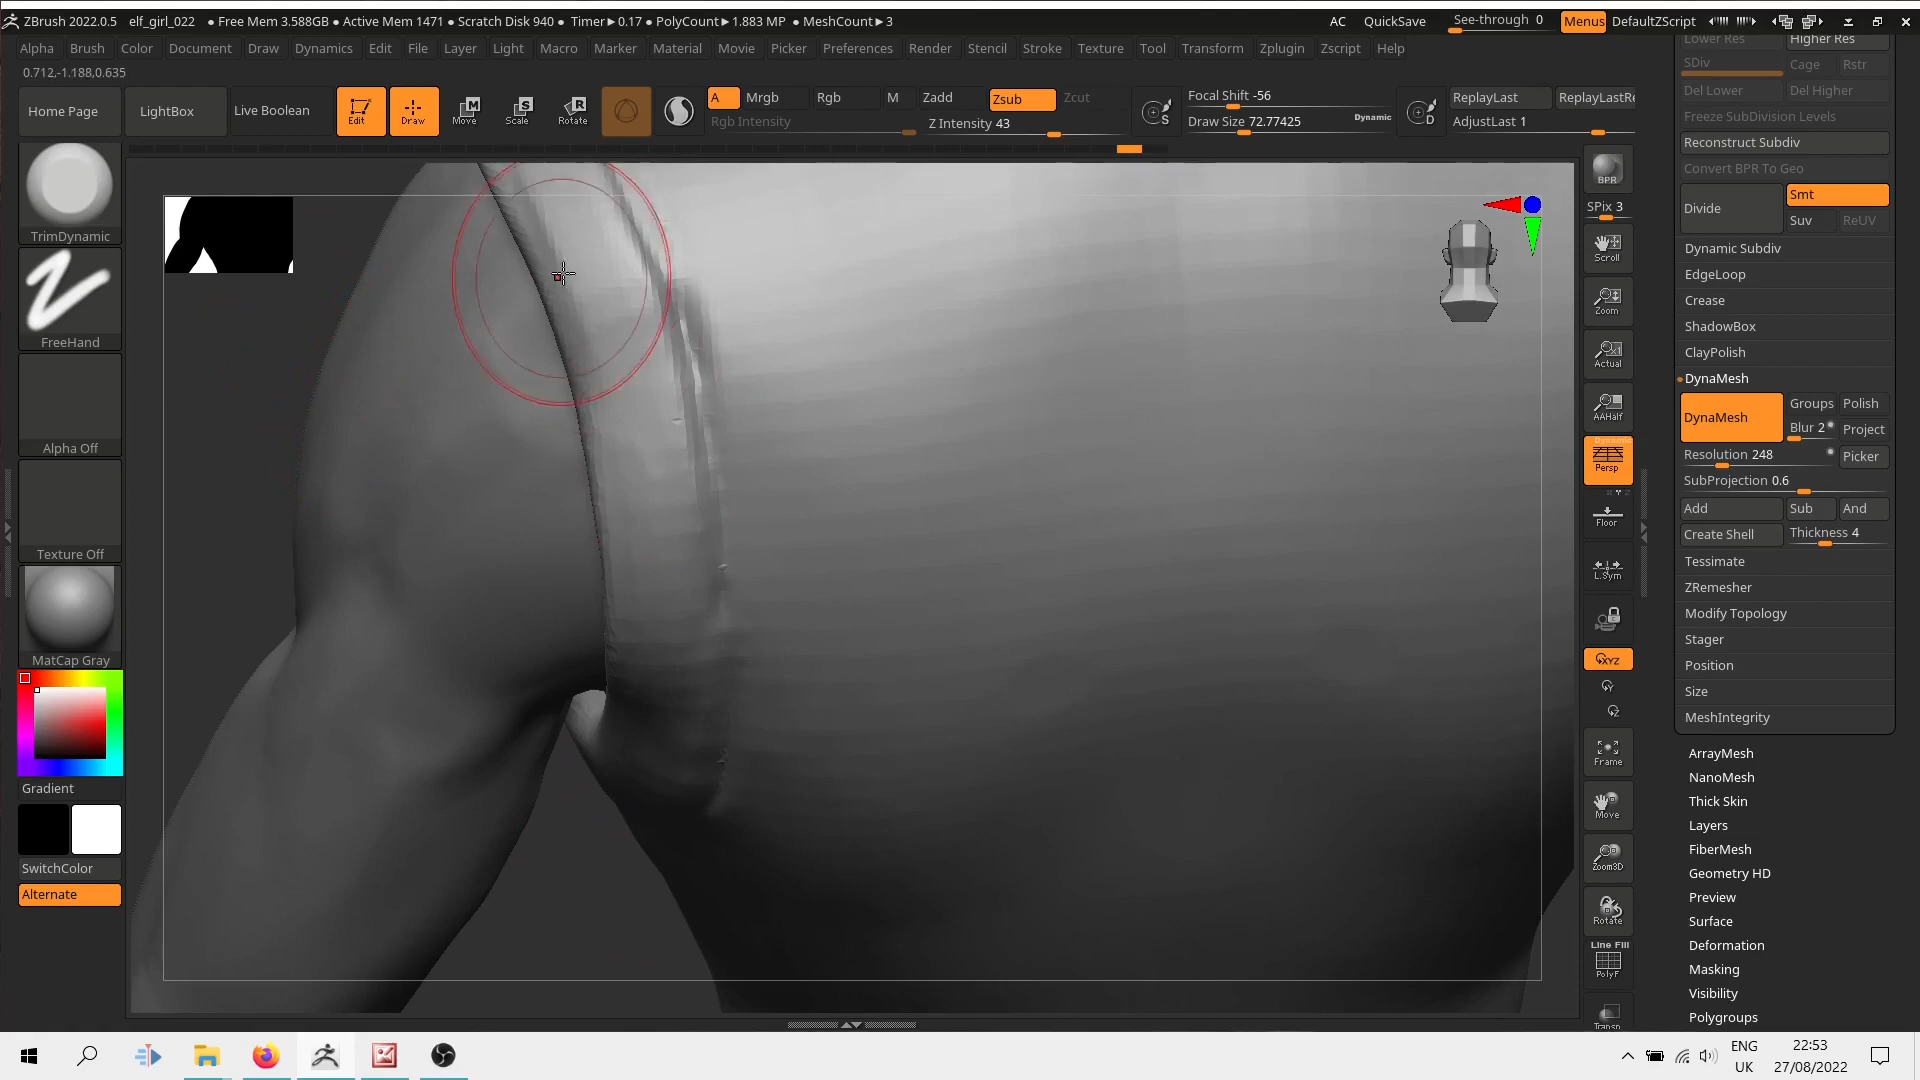 ZBrush 2022.0.5 elf_girl_022 ● Free Mem 3.588GB ● Active Mem 1471 ● Scratch Disk 940 ● Timer►0.17 ● PolyCount►1.883 MP ● MeshCount►3
AC QuickSave See-through 0 Menus DefaultZScript
Alpha Brush Color Document Draw Dynamics Edit File Layer Light Macro Marker Material Movie Picker Preferences Render Stencil Stroke Texture Tool Transform Zplugin Zscript Help
0.712,-1.188,0.635
Home Page LightBox Live Boolean Edit Draw Move Scale Rotate
A Mrgb Rgb M Zadd Zsub Zcut
Rgb Intensity Z Intensity 43
Focal Shift -56
Draw Size 72.77425 Dynamic
ReplayLast ReplayLastRe
AdjustLast 1
TrimDynamic
FreeHand
Alpha Off
Texture Off
MatCap Gray
Gradient
SwitchColor
Alternate
BPR
SPix 3
Scroll
Zoom
Actual
AAHalf
Dynamic
Persp
Floor
L.Sym
XYZ
Frame
Move
Zoom3D
Rotate
Line Fill
PolyF
Transp
Lower Res Higher Res
SDiv Cage Rstr
Del Lower Del Higher
Freeze SubDivision Levels
Reconstruct Subdiv
Convert BPR To Geo
Divide Smt
Suv ReUV
Dynamic Subdiv
EdgeLoop
Crease
ShadowBox
ClayPolish
DynaMesh
DynaMesh Groups Polish
Blur 2 Project
Resolution 248 Picker
SubProjection 0.6
Add Sub And
Create Shell Thickness 4
Tessimate
ZRemesher
Modify Topology
Stager
Position
Size
MeshIntegrity
ArrayMesh
NanoMesh
Thick Skin
Layers
FiberMesh
Geometry HD
Preview
Surface
Deformation
Masking
Visibility
Polygroups
ENG 22:53
UK 27/08/2022